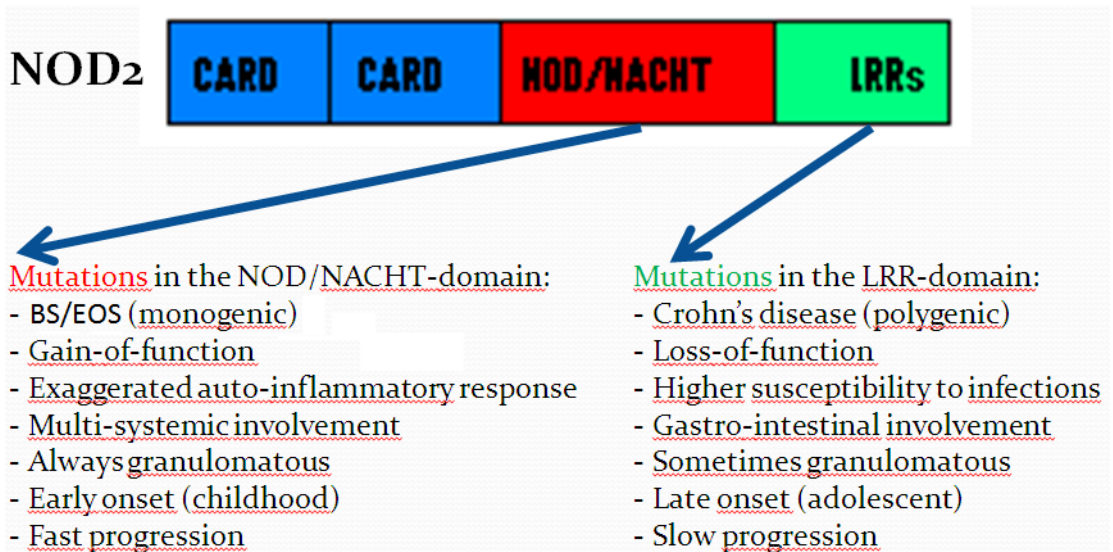 NOD2 CARD CARD NOD/NACHT LRRs
Mutations in the NOD/NACHT-domain:
- BS/EOS (monogenic)
- Gain-of-function
- Exaggerated auto-inflammatory response
- Multi-systemic involvement
- Always granulomatous
- Early onset (childhood)
- Fast progression
Mutations in the LRR-domain:
- Crohn's disease (polygenic)
- Loss-of-function
- Higher susceptibility to infections
- Gastro-intestinal involvement
- Sometimes granulomatous
- Late onset (adolescent)
- Slow progression